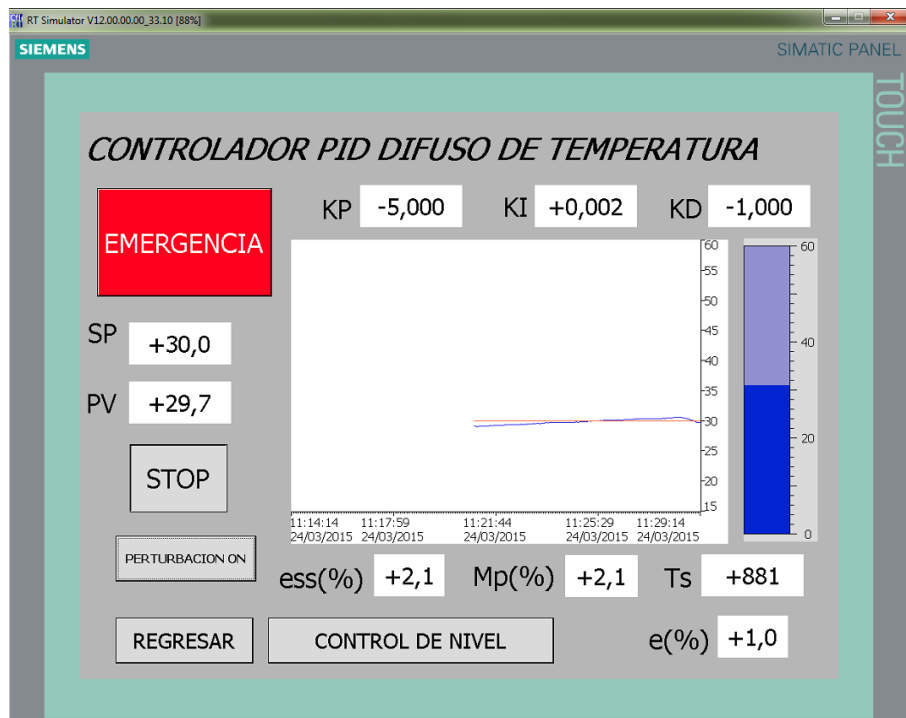 RT Simulator V12.00.00.00_33.10 [88%]
SIEMENS
SIMATIC PANEL
TOUCH
CONTROLADOR PID DIFUSO DE TEMPERATURA
EMERGENCIA
KP -5,000 KI +0,002 KD -1,000
SP +30,0
PV +29,7
STOP
PERTURBACION ON
60
55
50
45
40
35
30
25
20
15
60
40
20
0
11:14:14 11:17:59 11:21:44 11:25:29 11:29:14
24/03/2015 24/03/2015 24/03/2015 24/03/2015 24/03/2015
ess(%) +2,1 Mp(%) +2,1 Ts +881
REGRESAR CONTROL DE NIVEL e(%) +1,0